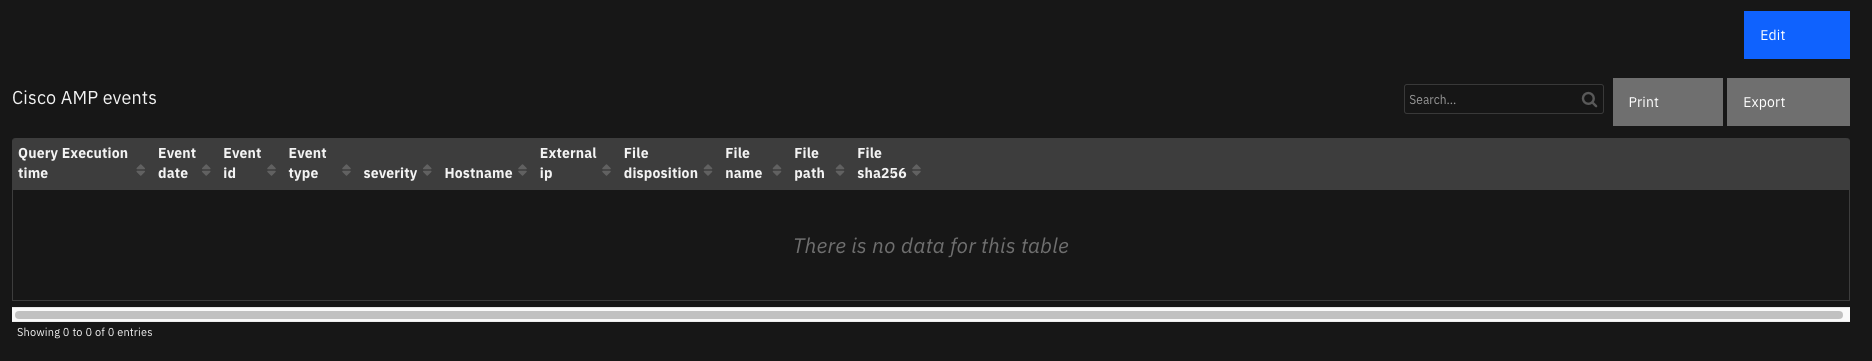 Edit
Cisco AMP events
Search...
Print
Export
Query Execution time
Event date
Event id
Event type
severity
Hostname
External ip
File disposition
File name
File path
File sha256
There is no data for this table
Showing 0 to 0 of 0 entries